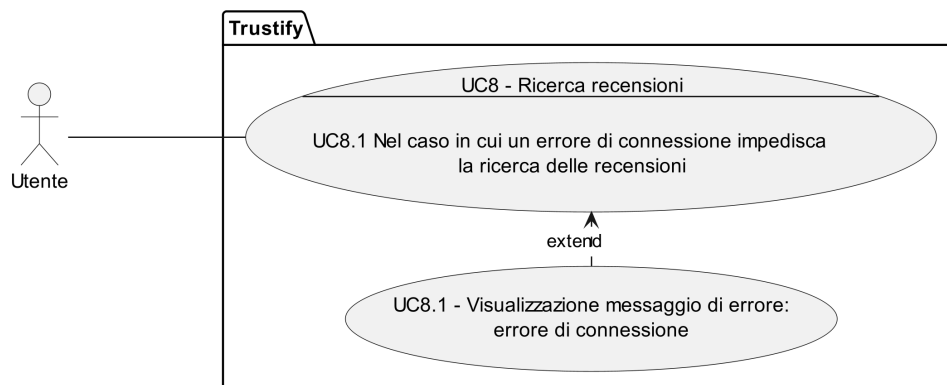 Trustify
UC8 - Ricerca recensioni
UC8.1 Nel caso in cui un errore di connessione impedisca
la ricerca delle recensioni
Utente
extend
UC8.1 - Visualizzazione messaggio di errore:
errore di connessione